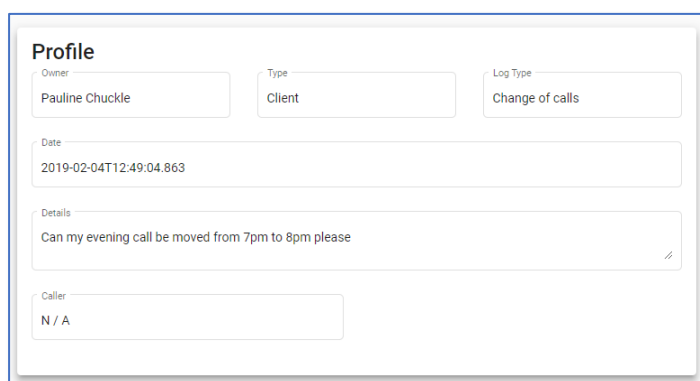 Profile
Owner
Type
Log Type
Pauline Chuckle
Client
Change of calls
Date
2019-02-04T12:49:04.863
Details
Can my evening call be moved from 7pm to 8pm please
Caller
N / A